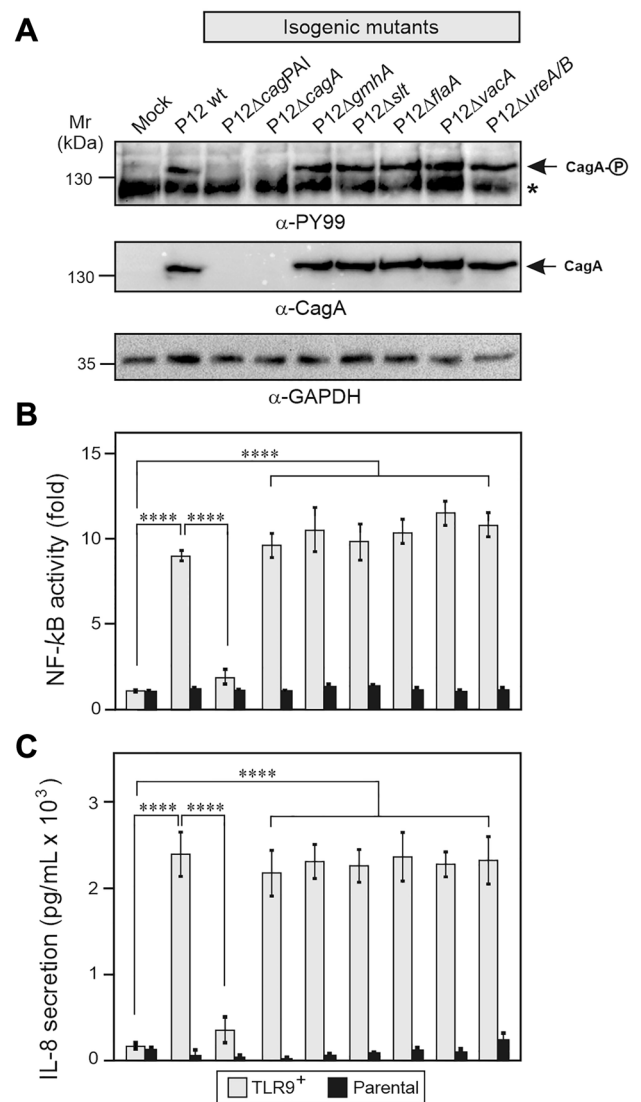 A
Isogenic mutants
Mr
(kDa)
Mock
P12 wt
P12ΔcagPAI
P12ΔcagA
P12ΔgmhA
P12Δslt
P12ΔflaA
P12ΔvacA
P12ΔureA/B
130
CagA-Ⓟ
*
α-PY99
130
CagA
α-CagA
35
α-GAPDH
B
NF-kB activity (fold)
15
10
5
0
****
**** ****
C
IL-8 secretion (pg/mL x 10³)
3
2
1
0
****
**** ****
TLR9⁺ Parental